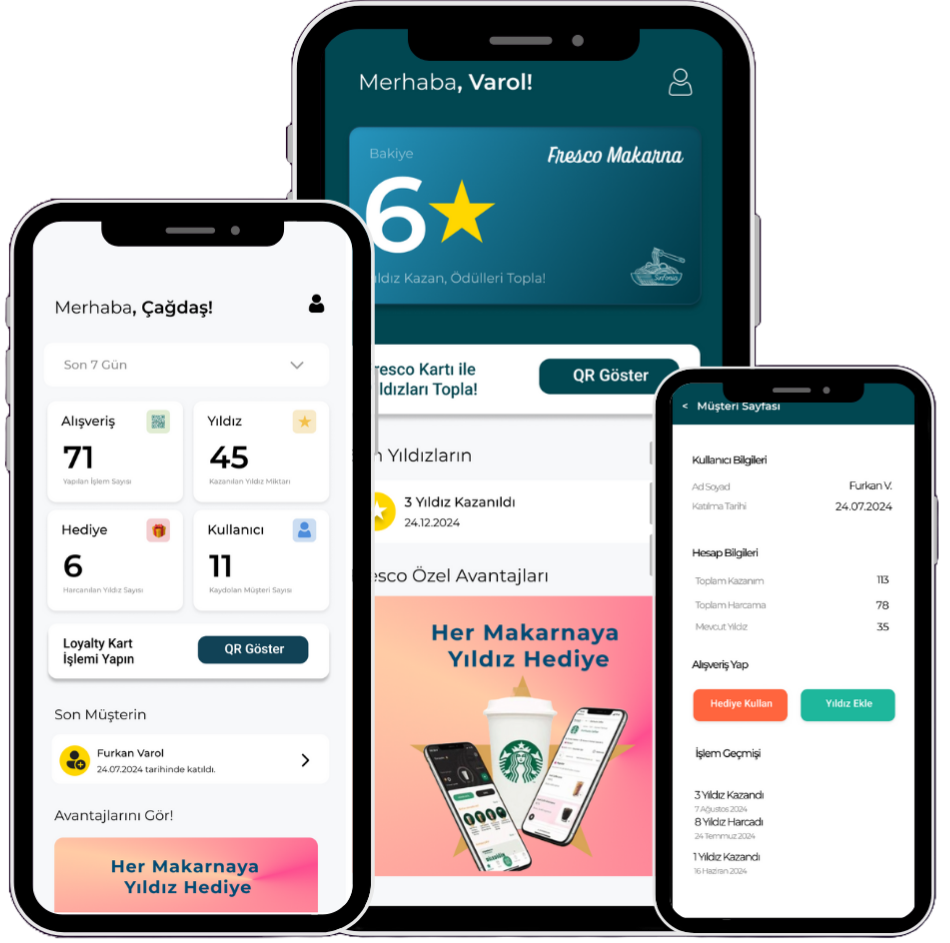 Merhaba, Varol!
Bakiye
Fresco Makarna
6
ldız Kazan, Ödülleri Topla!
resco Kartı ile
ldızları Topla!
QR Göster
n Yıldızların
3 Yıldız Kazanıldı
24.12.2024
esco Özel Avantajları
Her Makarnaya
Yıldız Hediye
Merhaba, Çağdaş!
Son 7 Gün
Alışveriş
71
Yapılan İşlem Sayısı
Yıldız
45
Kazanılan Yıldız Miktarı
Hediye
6
Harcanılan Yıldız Sayısı
Kullanıcı
11
Kaydolan Müşteri Sayısı
Loyalty Kart
İşlemi Yapın
QR Göster
Son Müşterin
Furkan Varol
24.07.2024 tarihinde katıldı.
Avantajlarını Gör!
Her Makarnaya
Yıldız Hediye
< Müşteri Sayfası
Kullanıcı Bilgileri
Ad Soyad Furkan V.
Katılma Tarihi 24.07.2024
Hesap Bilgileri
Toplam Kazanım 113
Toplam Harcama 78
Mevcut Yıldız 35
Alışveriş Yap
Hediye Kullan
Yıldız Ekle
İşlem Geçmişi
3 Yıldız Kazandı
7 Ağustos 2024
8 Yıldız Harcadı
24 Temmuz 2024
1 Yıldız Kazandı
16 Haziran 2024